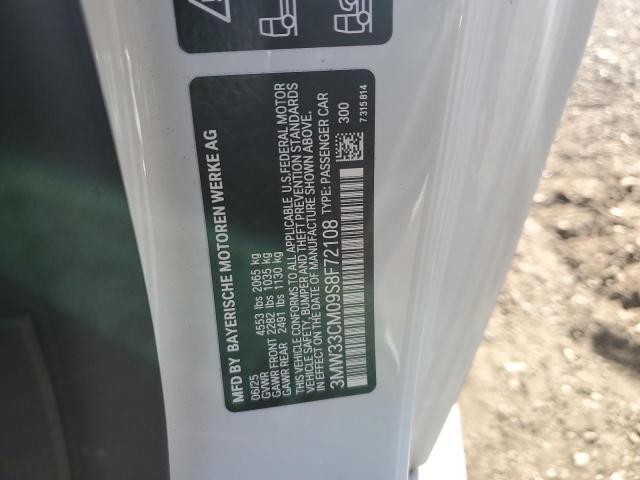 MFD BY BAYERISCHE MOTOREN WERKE AG
06/25
GVWR 4553 lbs 2065 kg
GAWR FRONT 2282 lbs 1035 kg
GAWR REAR 2491 lbs 1130 kg
THIS VEHICLE CONFORMS TO ALL APPLICABLE U.S.FEDERAL MOTOR
VEHICLE SAFETY, BUMPER AND THEFT PREVENTION STANDARDS
IN EFFECT ON THE DATE OF MANUFACTURE SHOWN ABOVE.
3MW33CM09S8F72108 TYPE: PASSENGER CAR
300
7 315 814